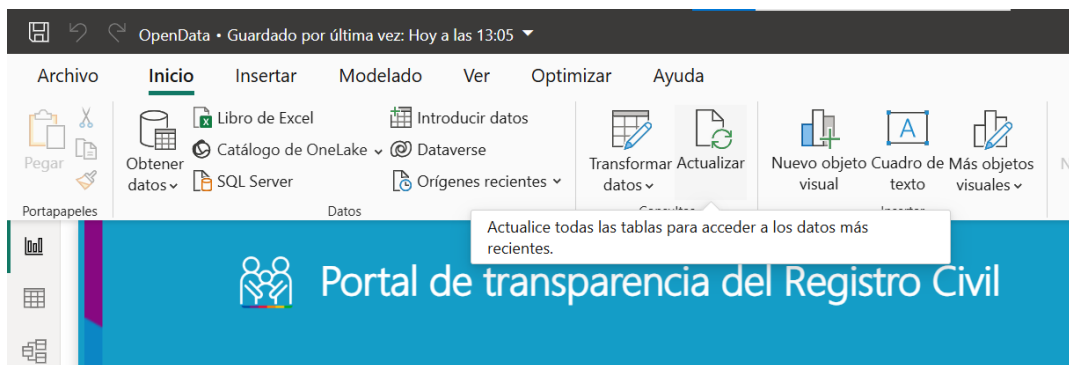 OpenData • Guardado por última vez: Hoy a las 13:05
Archivo Inicio Insertar Modelado Ver Optimizar Ayuda
Pegar
Portapapeles
Obtener
datos
Libro de Excel
Catálogo de OneLake
SQL Server
Introducir datos
Dataverse
Orígenes recientes
Datos
Transformar
datos
Actualizar
Nuevo objeto
visual
Cuadro de
texto
Más objetos
visuales
Actualice todas las tablas para acceder a los datos más
recientes.
Portal de transparencia del Registro Civil